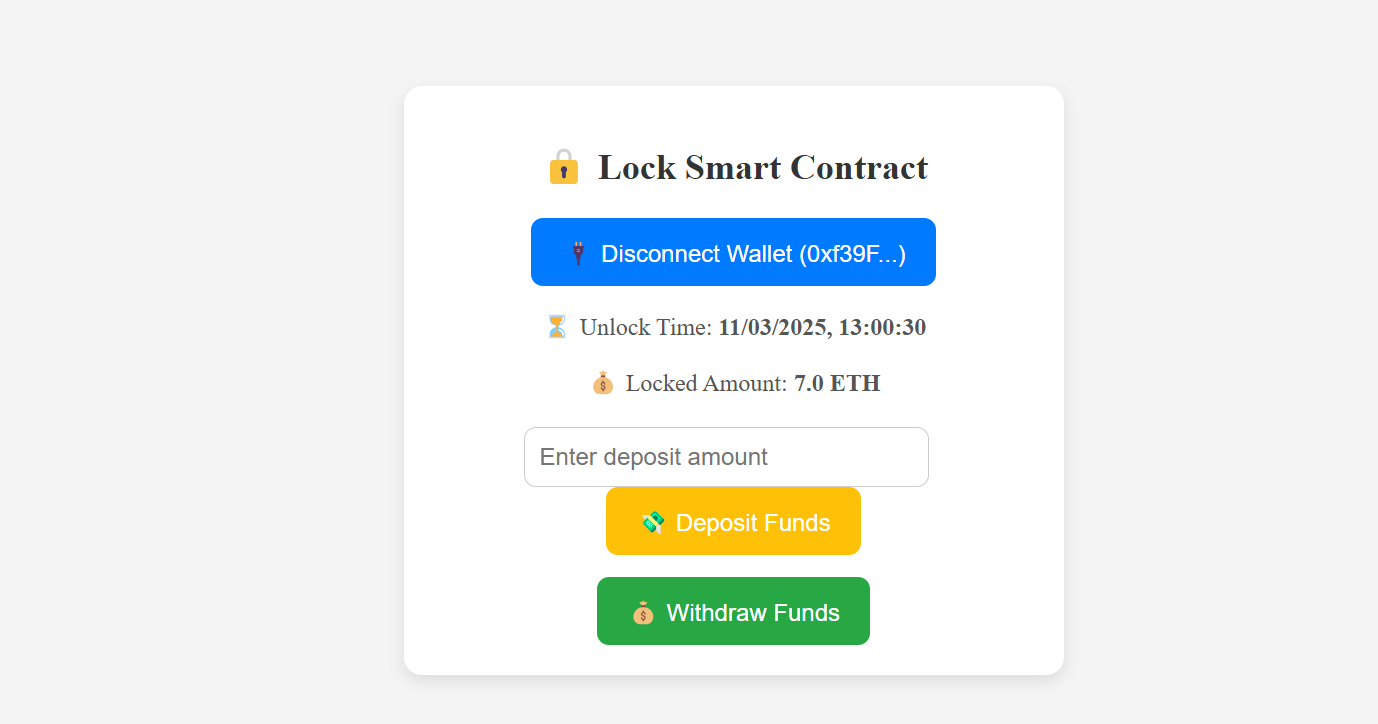 Lock Smart Contract
Disconnect Wallet (0xf39F...)
Unlock Time: 11/03/2025, 13:00:30
Locked Amount: 7.0 ETH
Enter deposit amount
Deposit Funds
Withdraw Funds